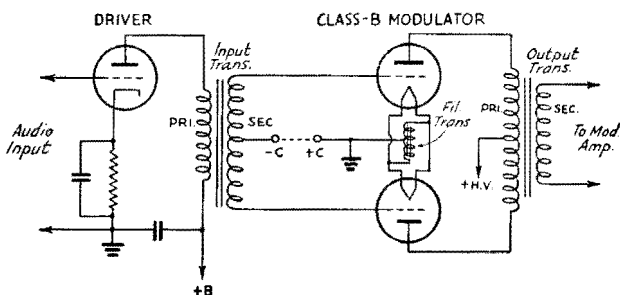 DRIVER
CLASS-B MODULATOR
Input
Trans.
Output
Trans.
PRI.
SEC
Fil.
Trans
PRI.
SEC.
Audio
Input
-C
+C
To Mod.
Amp.
+H.V.
+B